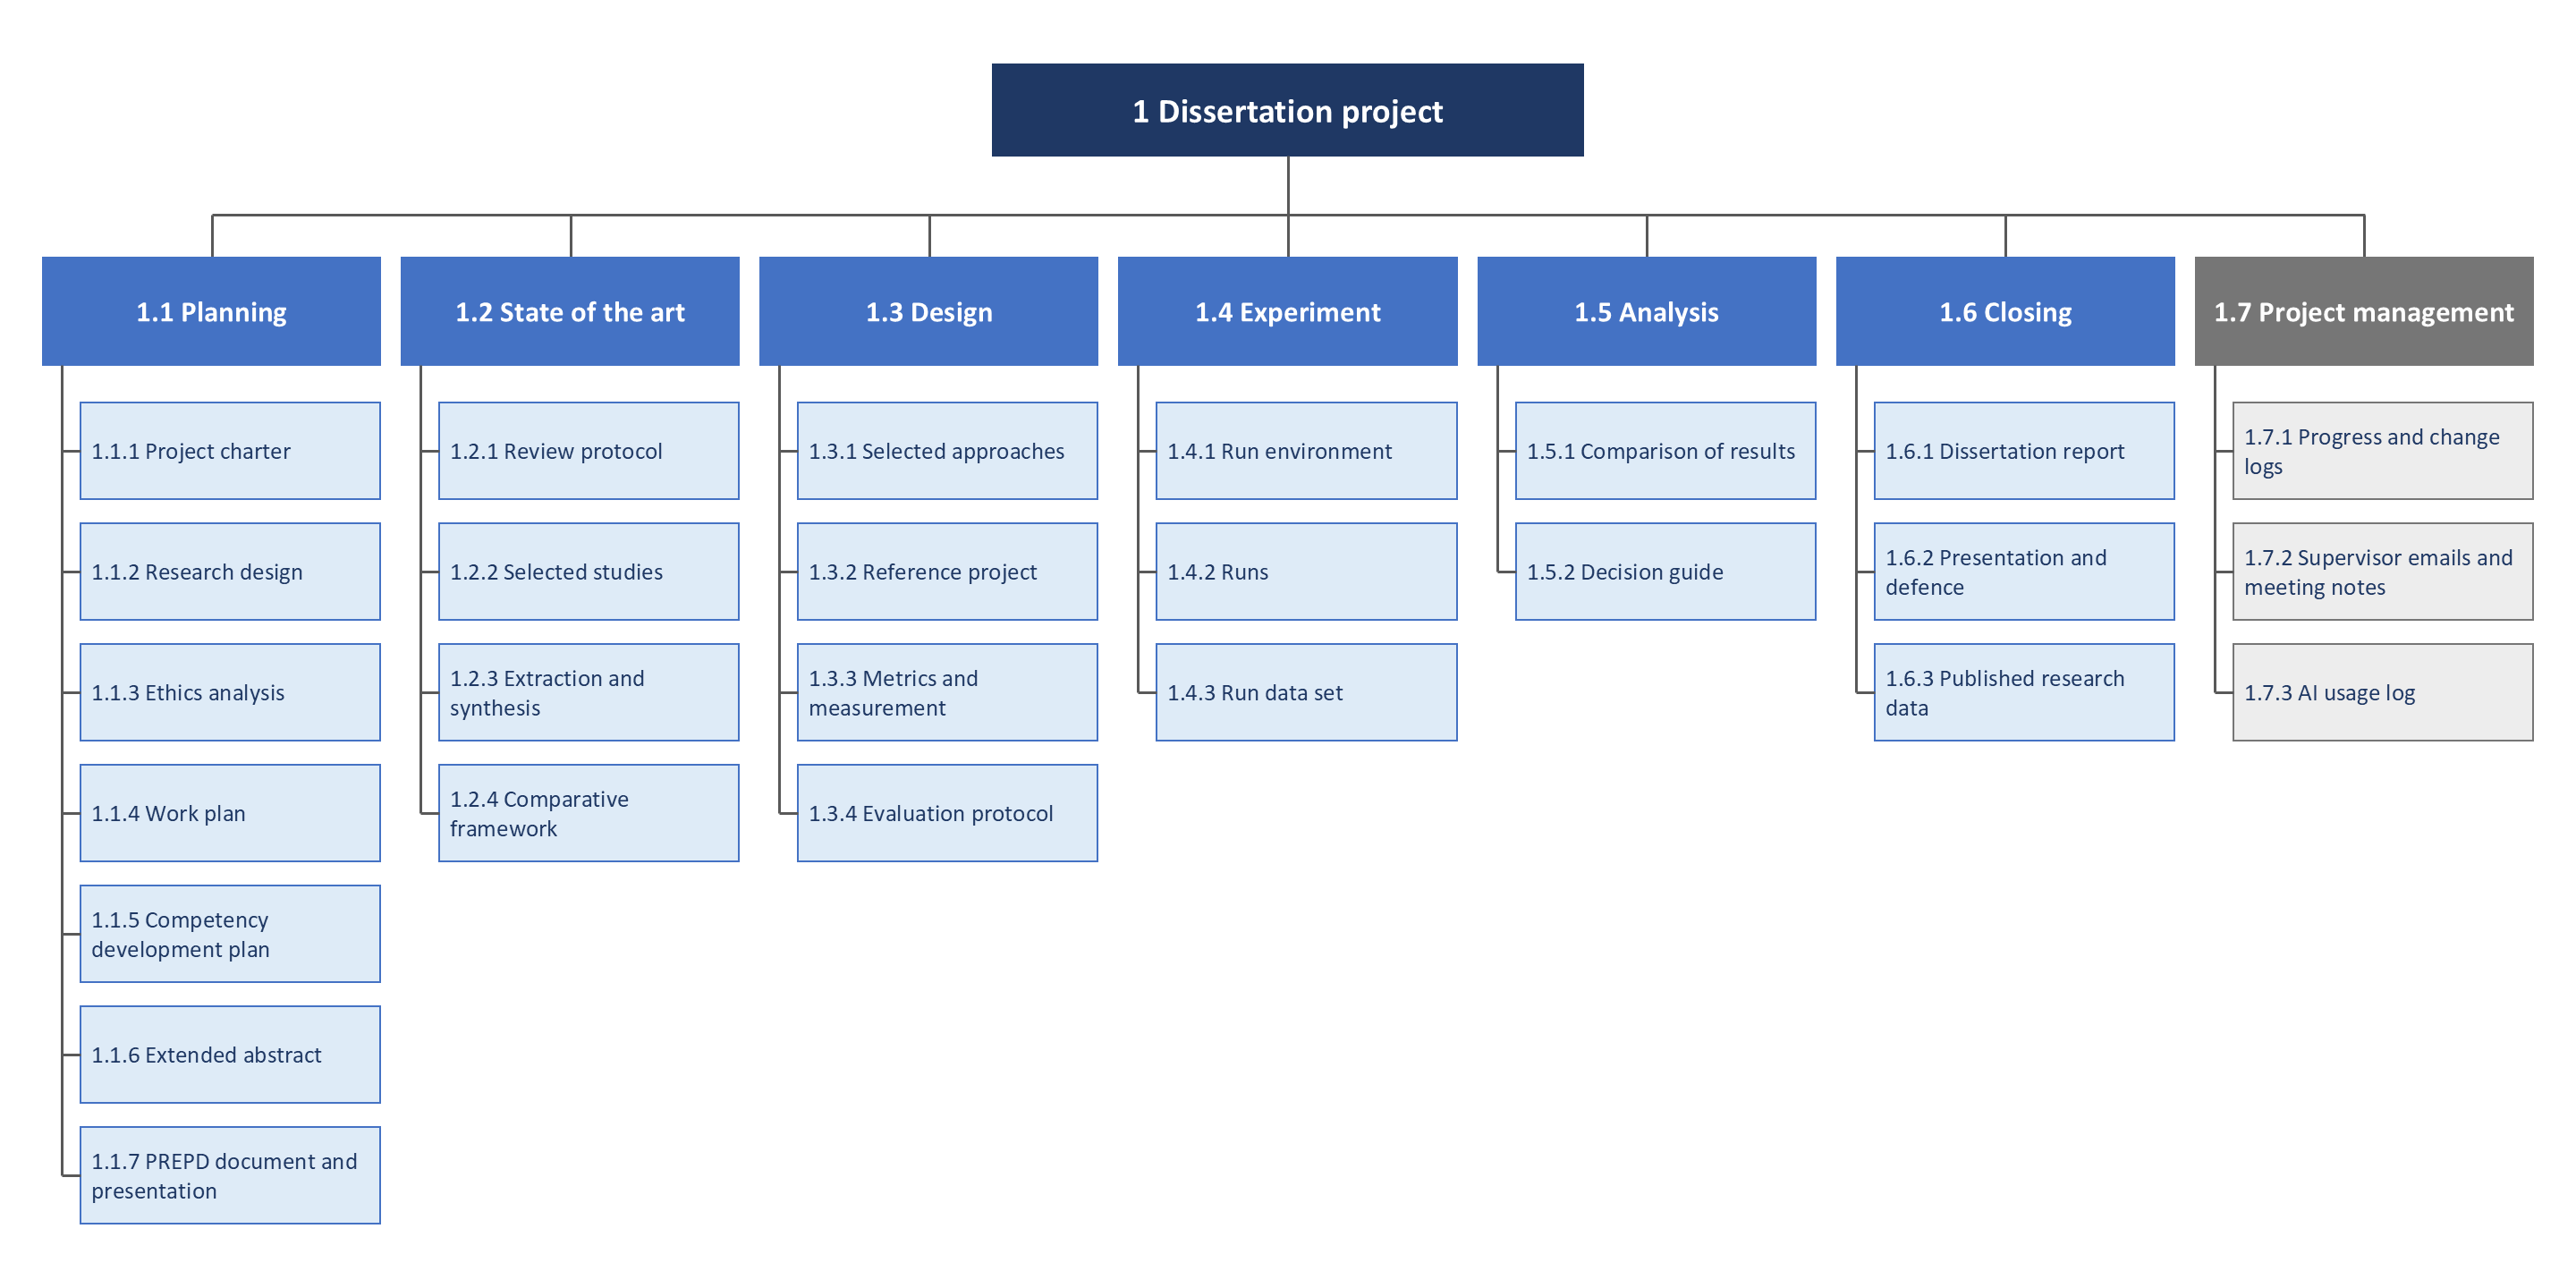 1 Dissertation project
1.1 Planning
1.2 State of the art
1.3 Design
1.4 Experiment
1.5 Analysis
1.6 Closing
1.7 Project management
1.1.1 Project charter
1.1.2 Research design
1.1.3 Ethics analysis
1.1.4 Work plan
1.1.5 Competency
development plan
1.1.6 Extended abstract
1.1.7 PREPD document and
presentation
1.2.1 Review protocol
1.2.2 Selected studies
1.2.3 Extraction and
synthesis
1.2.4 Comparative
framework
1.3.1 Selected approaches
1.3.2 Reference project
1.3.3 Metrics and
measurement
1.3.4 Evaluation protocol
1.4.1 Run environment
1.4.2 Runs
1.4.3 Run data set
1.5.1 Comparison of results
1.5.2 Decision guide
1.6.1 Dissertation report
1.6.2 Presentation and
defence
1.6.3 Published research
data
1.7.1 Progress and change
logs
1.7.2 Supervisor emails and
meeting notes
1.7.3 AI usage log